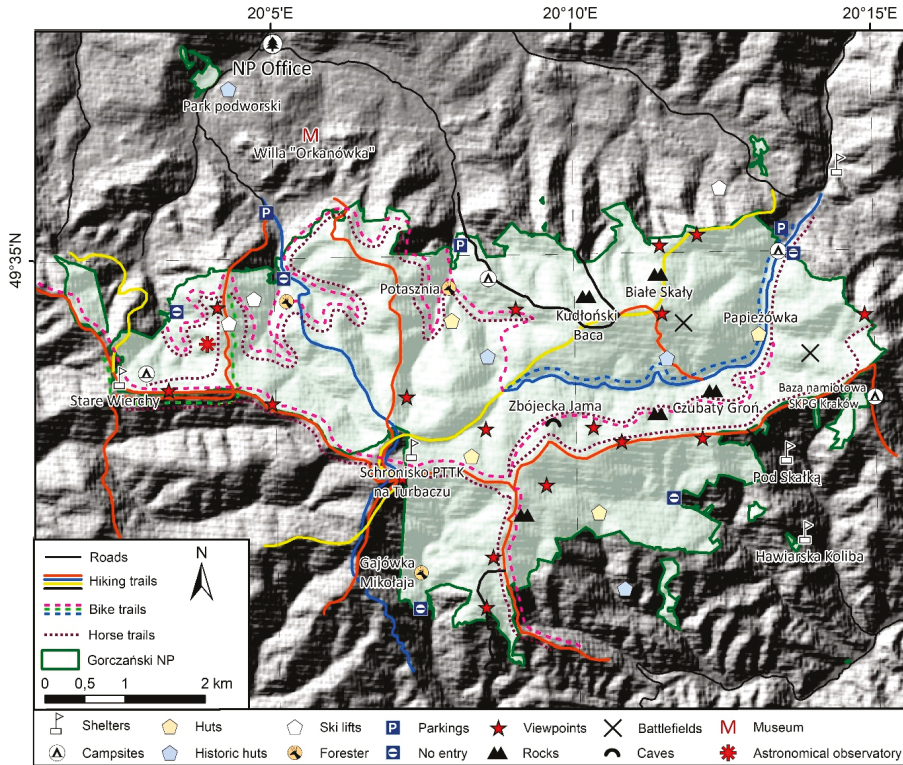 20°5'E 20°10'E 20°15'E
NP Office
Park podworski
M
Willa "Orkanówka"
P
P
P
49°35'N
Potasznia
Białe Skały
Kudłoński
Baca
Papieżówka
Stare Wierchy
Zbójecka Jama
Czubaty Groń
Baza namiotowa
SKPG Kraków
Schronisko PTTK
na Turbaczu
Pod Skałką
Hawiarska Koliba
Gajówka
Mikołaja
Roads
Hiking trails
Bike trails
Horse trails
Gorczański NP
N
0 0,5 1 2 km
Shelters Huts Ski lifts P Parkings Viewpoints Battlefields M Museum
Campsites Historic huts Forester No entry Rocks Caves Astronomical observatory